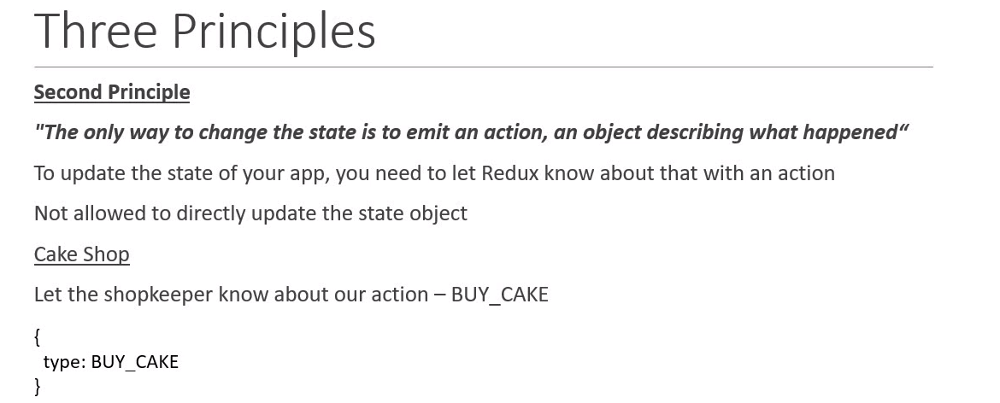 Three Principles
Second Principle
"The only way to change the state is to emit an action, an object describing what happened“
To update the state of your app, you need to let Redux know about that with an action
Not allowed to directly update the state object
Cake Shop
Let the shopkeeper know about our action – BUY_CAKE
{
type: BUY_CAKE
}